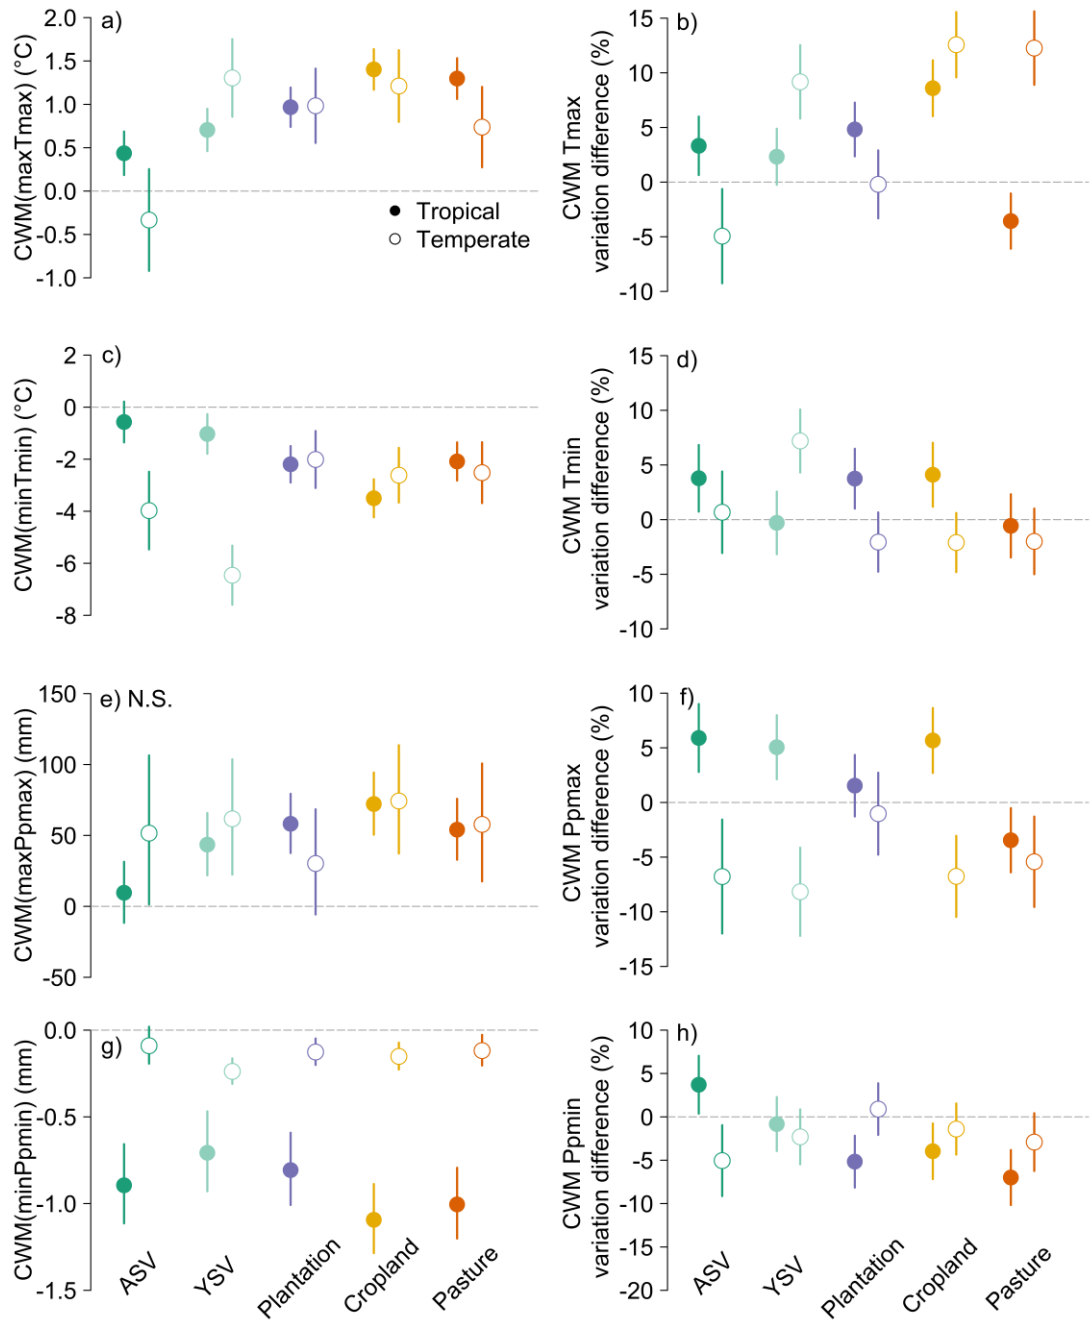 a)
CWM(maxTmax) (°C)
2.0
1.5
1.0
0.5
0.0
-0.5
-1.0
Tropical
Temperate
b)
CWM Tmax
variation difference (%)
15
10
5
0
-5
-10
c)
CWM(minTmin) (°C)
2
0
-2
-4
-6
-8
d)
CWM Tmin
variation difference (%)
15
10
5
0
-5
-10
e) N.S.
CWM(maxPpmax) (mm)
150
100
50
0
-50
f)
CWM Ppmax
variation difference (%)
10
5
0
-5
-10
-15
g)
CWM(minPpmin) (mm)
0.0
-0.5
-1.0
-1.5
ASV
YSV
Plantation
Cropland
Pasture
h)
CWM Ppmin
variation difference (%)
10
5
0
-5
-10
-15
-20
ASV
YSV
Plantation
Cropland
Pasture